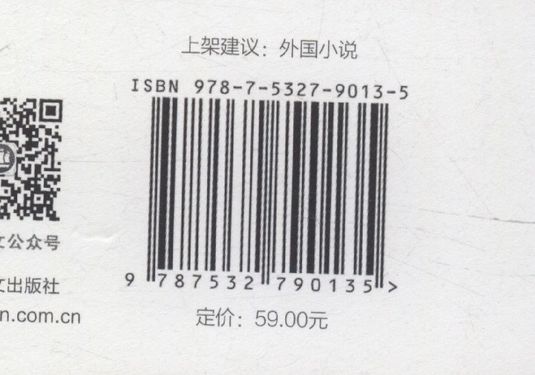 上架建议：外国小说
ISBN 978-7-5327-9013-5
9 787532 790135 >
文公众号
文出版社
n.com.cn
定价：59.00元